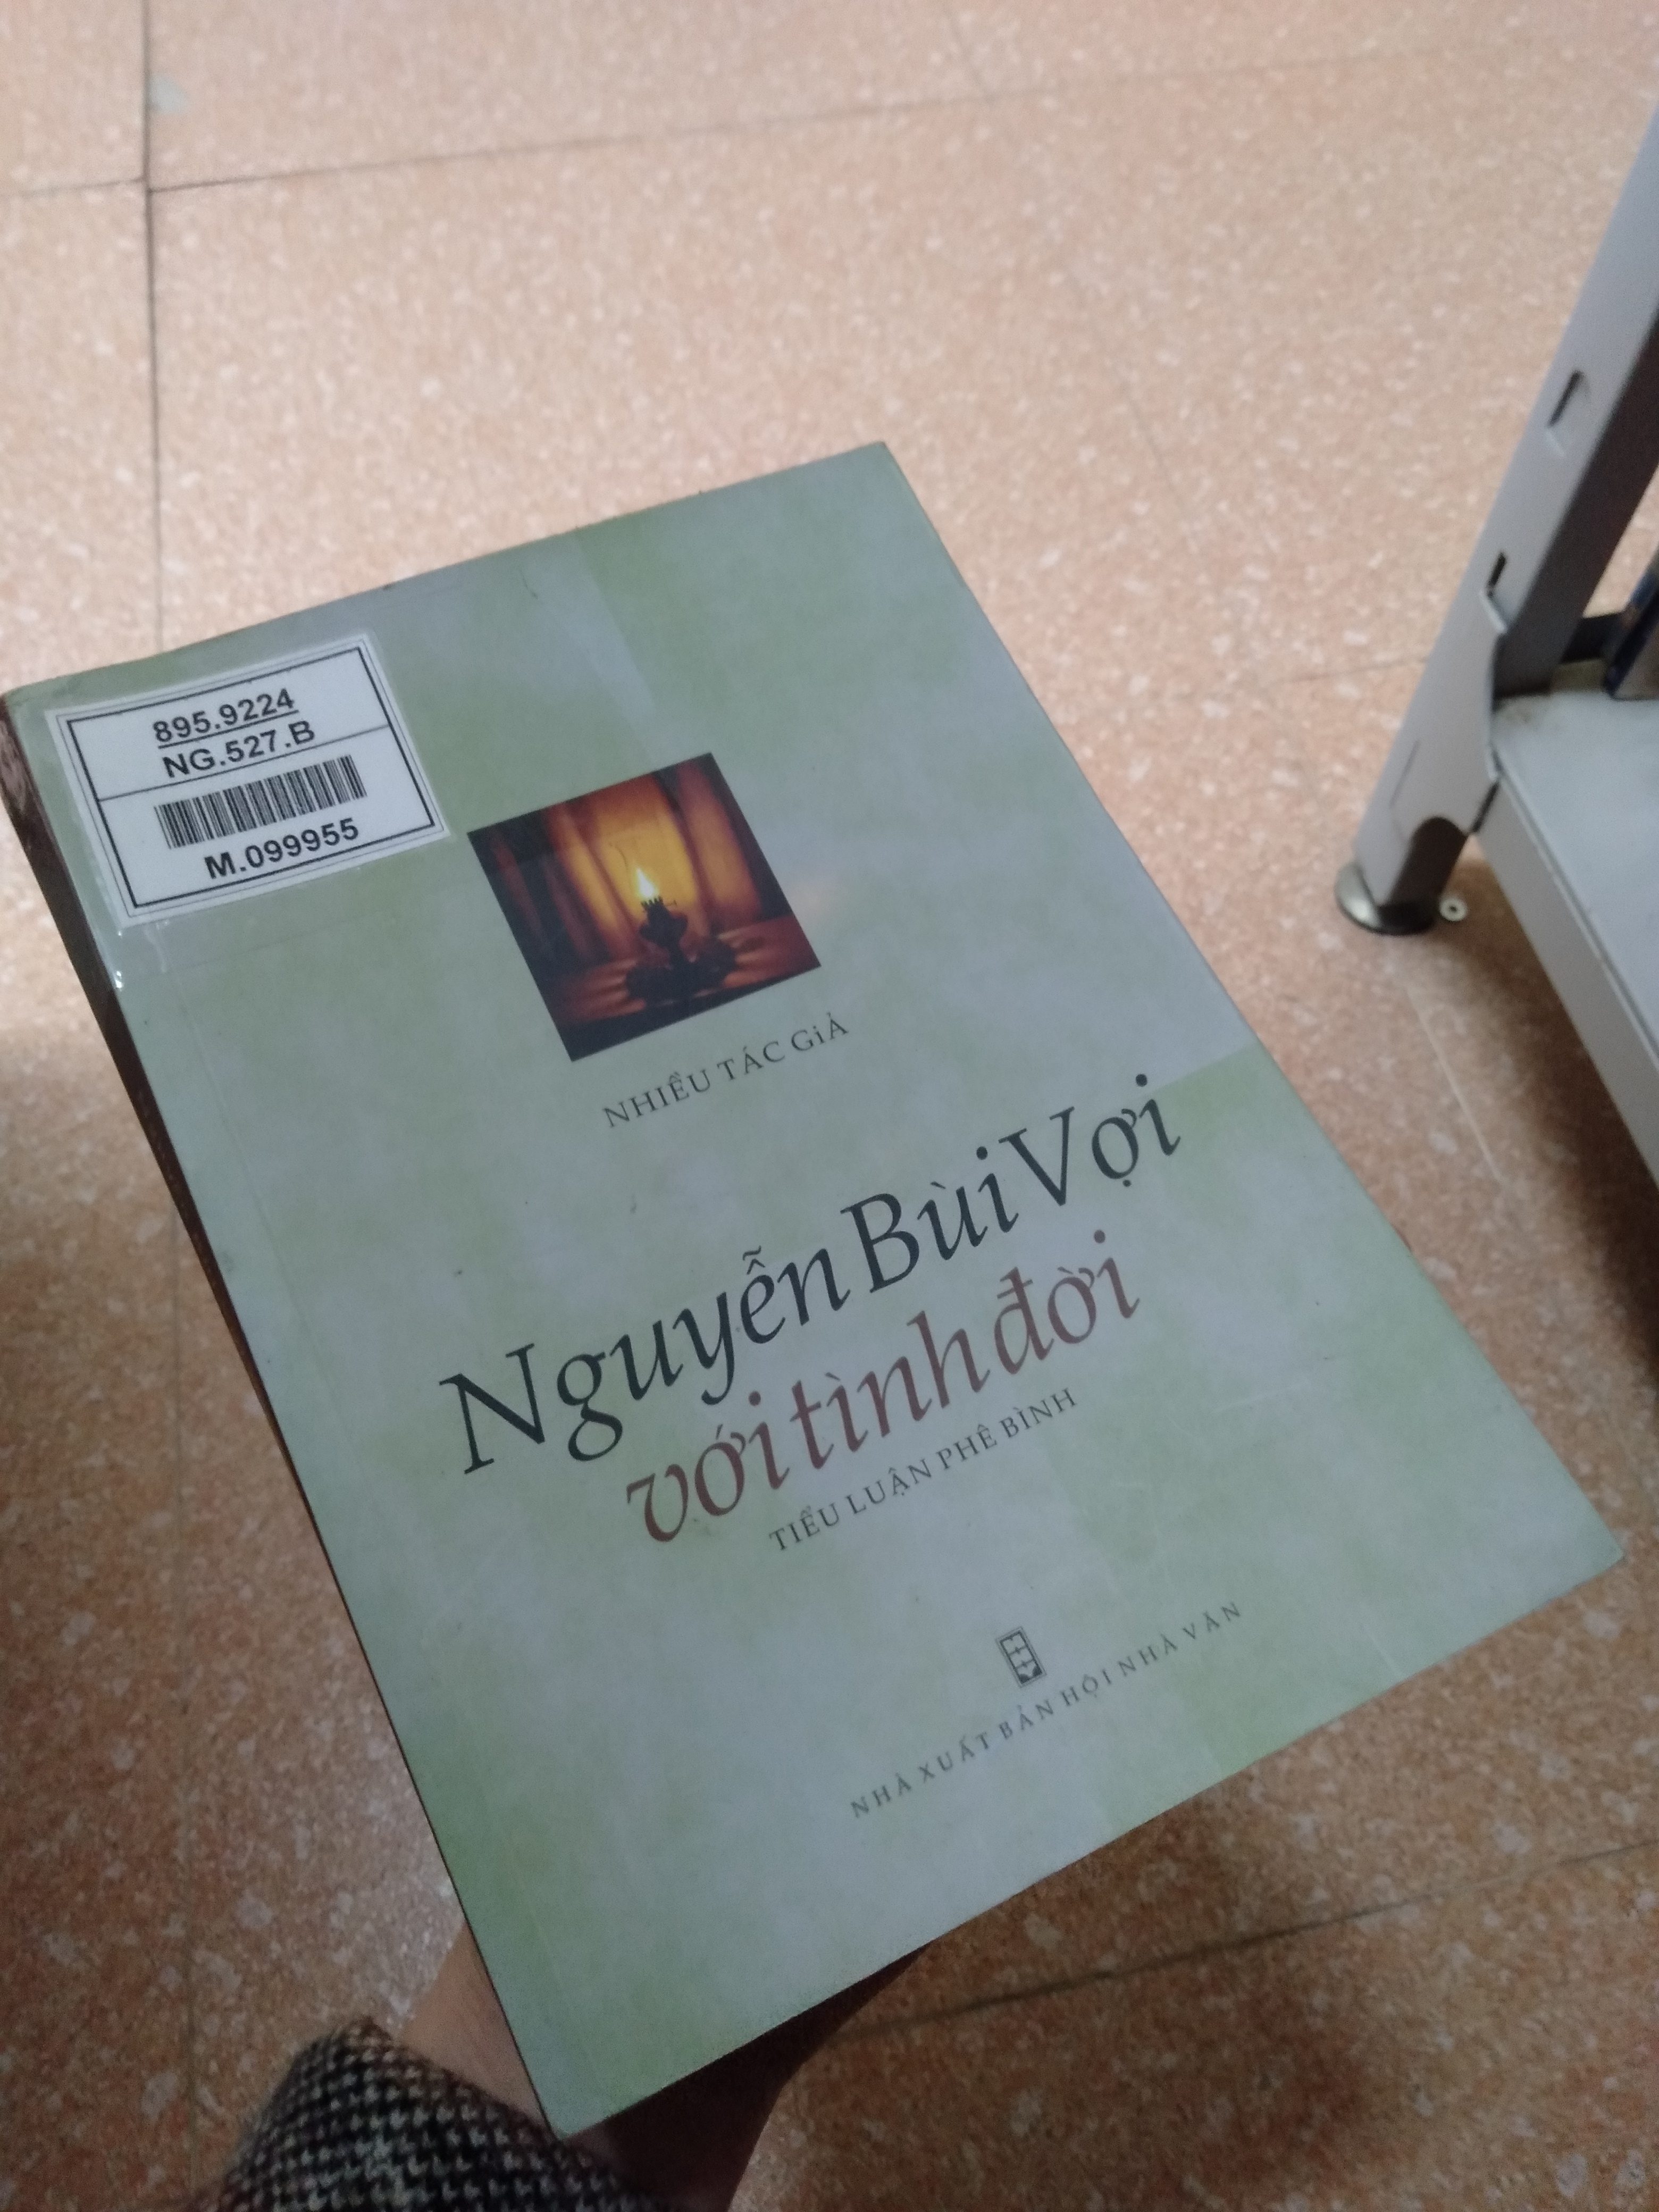 895.9224
NG.527.B
M.099955
NHIỀU TÁC GiẢ
Nguyễn Bùi Vợi
với tình đời
TIỂU LUẬN PHÊ BÌNH
NHÀ XUẤT BẢN HỘI NHÀ VĂN